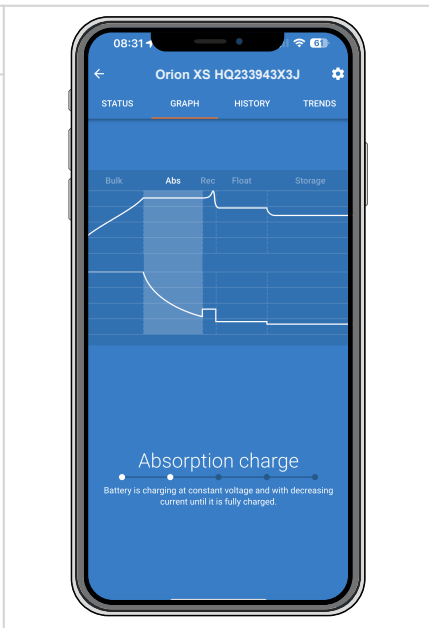 08:31 61
Orion XS HQ233943X3J
STATUS GRAPH HISTORY TRENDS
Bulk Abs Rec Float Storage
Absorption charge
Battery is charging at constant voltage and with decreasing
current until it is fully charged.